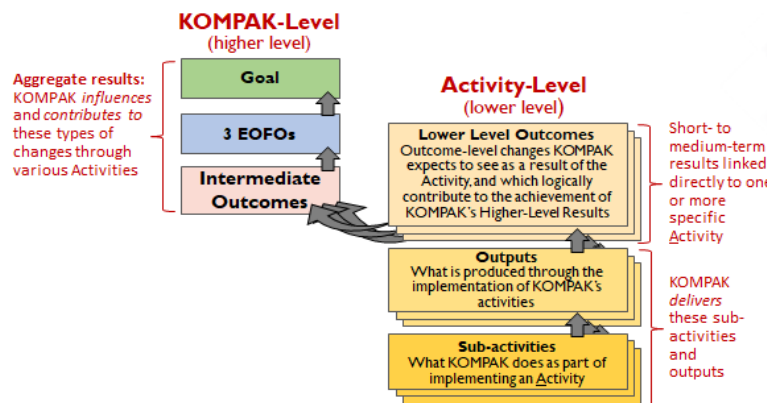 KOMPAK-Level
(higher level)
Aggregate results:
KOMPAK influences
and contributes to
these types of
changes through
various Activities
Goal
3 EOFOs
Intermediate
Outcomes
Activity-Level
(lower level)
Lower Level Outcomes
Outcome-level changes KOMPAK
expects to see as a result of the
Activity, and which logically
contribute to the achievement of
KOMPAK's Higher-Level Results
Short- to
medium-term
results linked
directly to one
or more
specific
Activity
Outputs
What is produced through the
implementation of KOMPAK's
activities
Sub-activities
What KOMPAK does as part of
implementing an Activity
KOMPAK
delivers
these sub-
activities
and
outputs